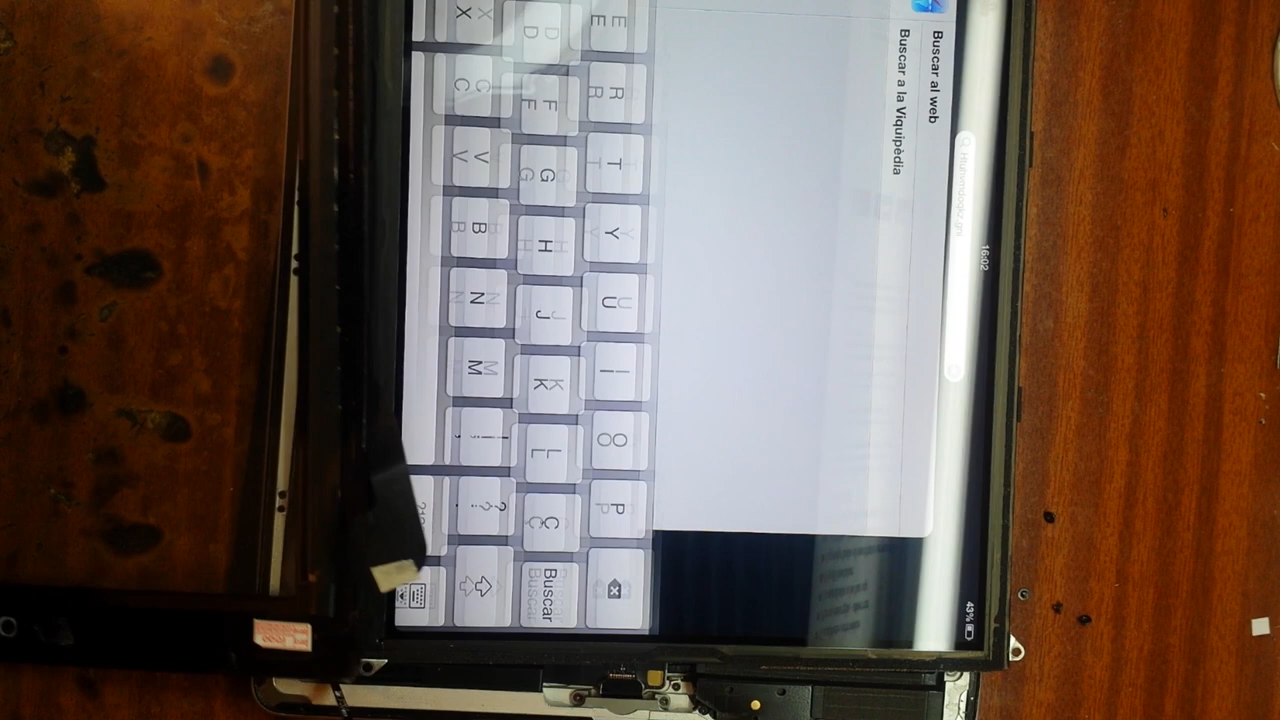 16:02
43%
Buscar al web
Buscar a la Viquipèdia
E R T Y U I O P
D F G H J K L Ç Buscar
X C V B N M ! ?